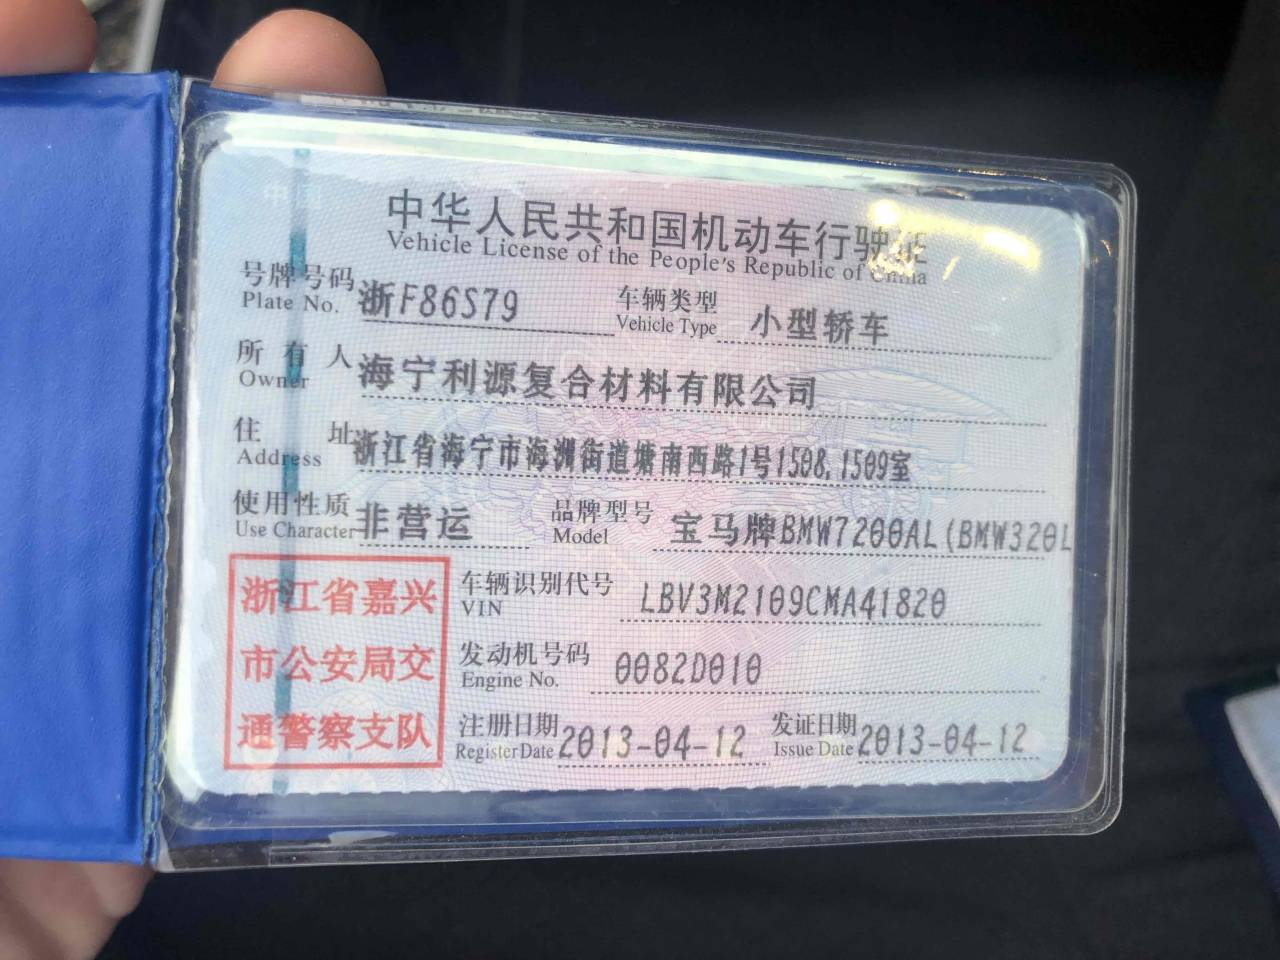 中华人民共和国机动车行驶证
Vehicle License of the People's Republic of China
号牌号码 浙F86S79 车辆类型 小型轿车
Plate No. Vehicle Type
所有人 海宁利源复合材料有限公司
Owner
住址 浙江省海宁市海洲街道塘南西路1号1508,1509室
Address
使用性质 非营运 品牌型号 宝马牌BMW7200AL(BMW320L
Use Character Model
浙江省嘉兴
市公安局交
通警察支队
车辆识别代号 LBV3M2109CMA41820
VIN
发动机号码 0082D010
Engine No.
注册日期 2013-04-12 发证日期 2013-04-12
Register Date Issue Date